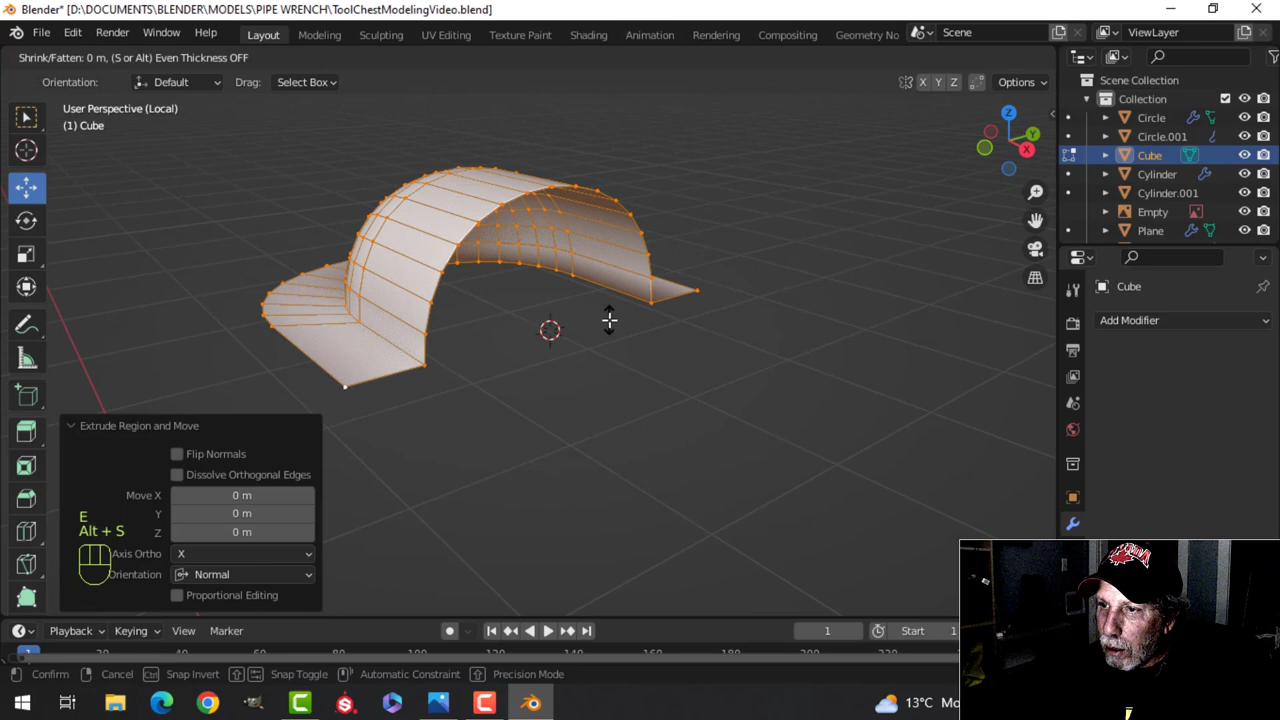 Blender* [D:\DOCUMENTS\BLENDER\MODELS\PIPE WRENCH\ToolChestModelingVideo.blend]
File Edit Render Window Help Layout Modeling Sculpting UV Editing Texture Paint Shading Animation Rendering Compositing Geometry No Scene ViewLayer
Shrink/Fatten: 0 m, (S or Alt) Even Thickness OFF
Orientation: Default Drag: Select Box X Y Z Options
Scene Collection
User Perspective (Local)
(1) Cube
Collection
Circle
Circle.001
Cube
Cylinder
Cylinder.001
Empty
Plane
Z
Y
X
Cube
Add Modifier
Extrude Region and Move
Flip Normals
Dissolve Orthogonal Edges
Move X 0 m
Y 0 m
Z 0 m
E
Alt + S
Axis Ortho X
Orientation Normal
Proportional Editing
Playback Keying View Marker 1 Start 1
Confirm Cancel Ctrl Snap Invert Snap Toggle Automatic Constraint Precision Mode
13°C